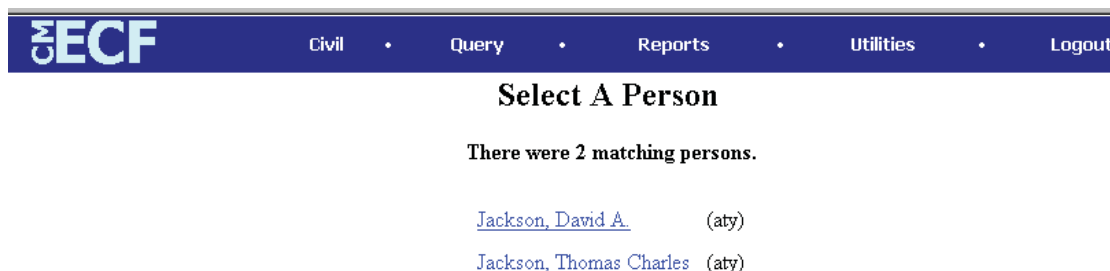 CM ECF Civil • Query • Reports • Utilities • Logout
Select A Person
There were 2 matching persons.
Jackson, David A. (aty)
Jackson, Thomas Charles (aty)